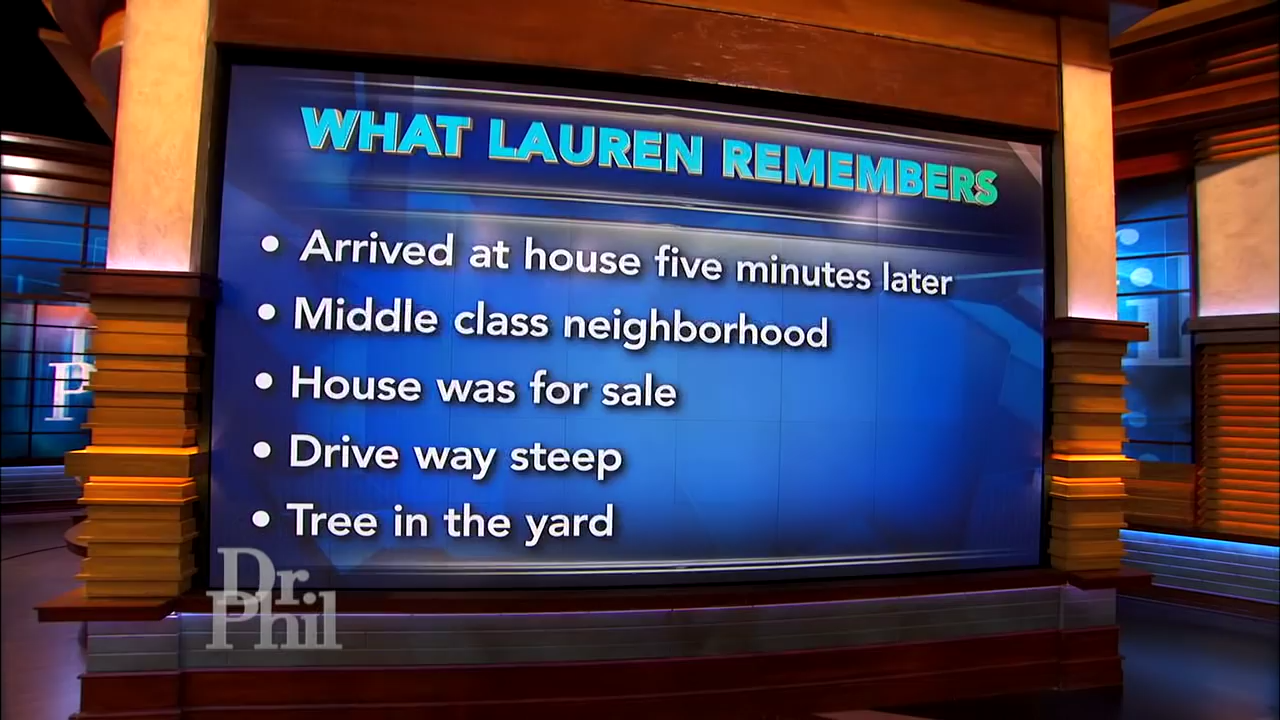 WHAT LAUREN REMEMBERS
• Arrived at house five minutes later
• Middle class neighborhood
• House was for sale
• Drive way steep
• Tree in the yard
Dr.
Phil
P